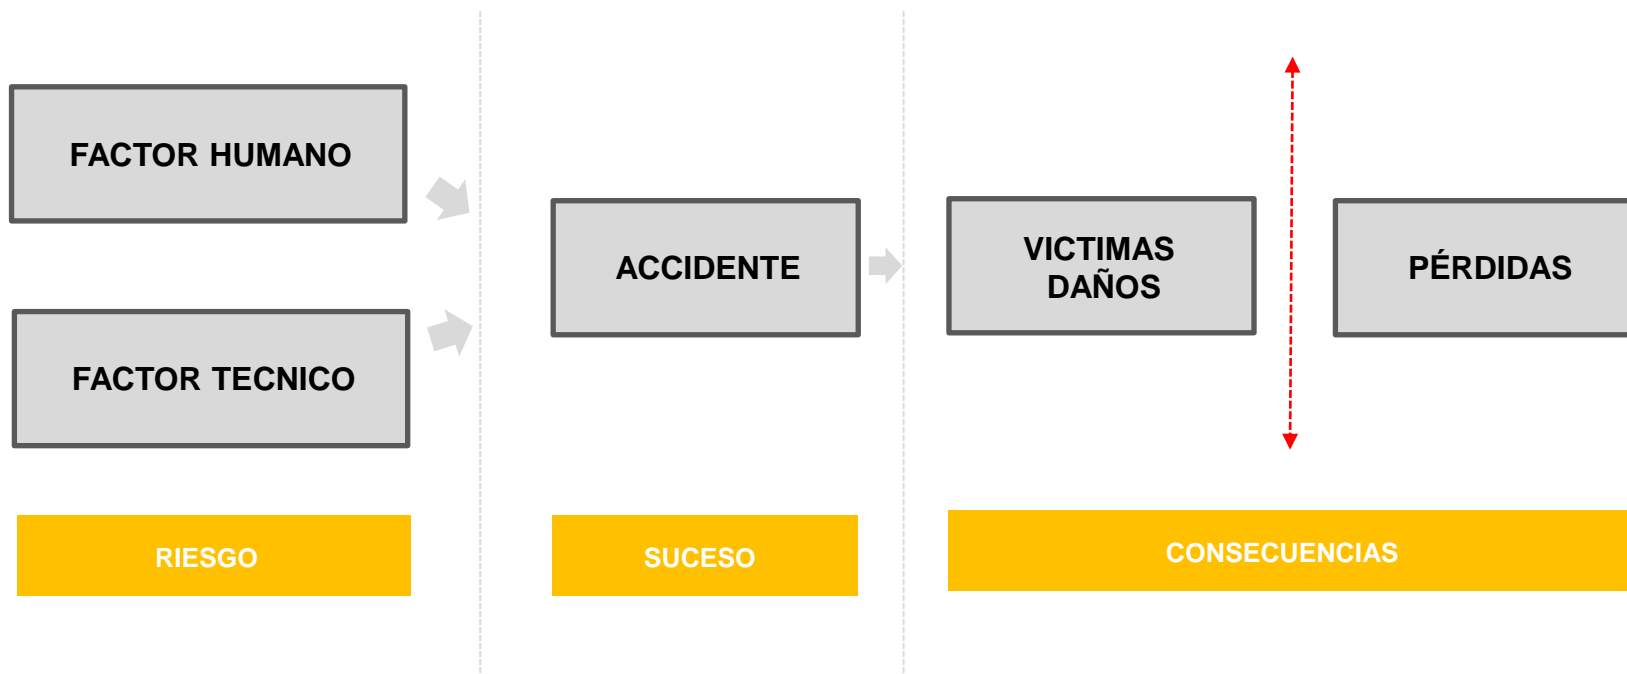 FACTOR HUMANO
FACTOR TECNICO
ACCIDENTE
VICTIMAS
DAÑOS
PÉRDIDAS
RIESGO
SUCESO
CONSECUENCIAS